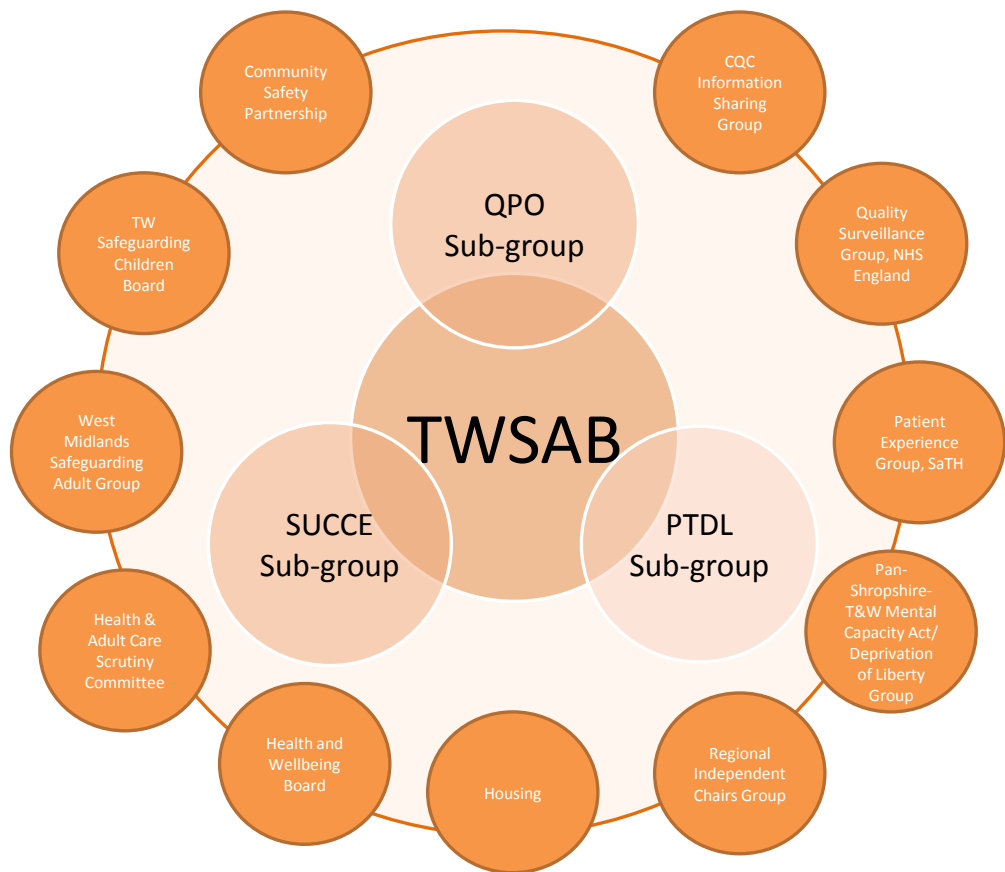 Community
Safety
Partnership
CQC
Information
Sharing
Group
TW
Safeguarding
Children
Board
QPO
Sub-group
Quality
Surveillance
Group, NHS
England
West
Midlands
Safeguarding
Adult Group
TWSAB
Patient
Experience
Group, SaTH
SUCCE
Sub-group
PTDL
Sub-group
Pan-
Shropshire-
T&W Mental
Capacity Act/
Deprivation
of Liberty
Group
Health &
Adult Care
Scrutiny
Committee
Health and
Wellbeing
Board
Housing
Regional
Independent
Chairs Group